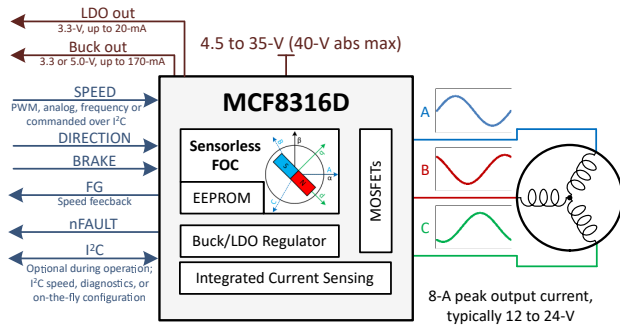 LDO out
3.3-V, up to 20-mA
Buck out
3.3 or 5.0-V, up to 170-mA
4.5 to 35-V (40-V abs max)
SPEED
PWM, analog, frequency or
commanded over I²C
DIRECTION
BRAKE
FG
Speed feecback
nFAULT
I²C
Optional during operation;
I²C speed, diagnostics, or
on-the-fly configuration
MCF8316D
Sensorless
FOC
EEPROM
β
B
q
A
α
S
N
C
d
MOSFETs
Buck/LDO Regulator
Integrated Current Sensing
A
B
C
8-A peak output current,
typically 12 to 24-V